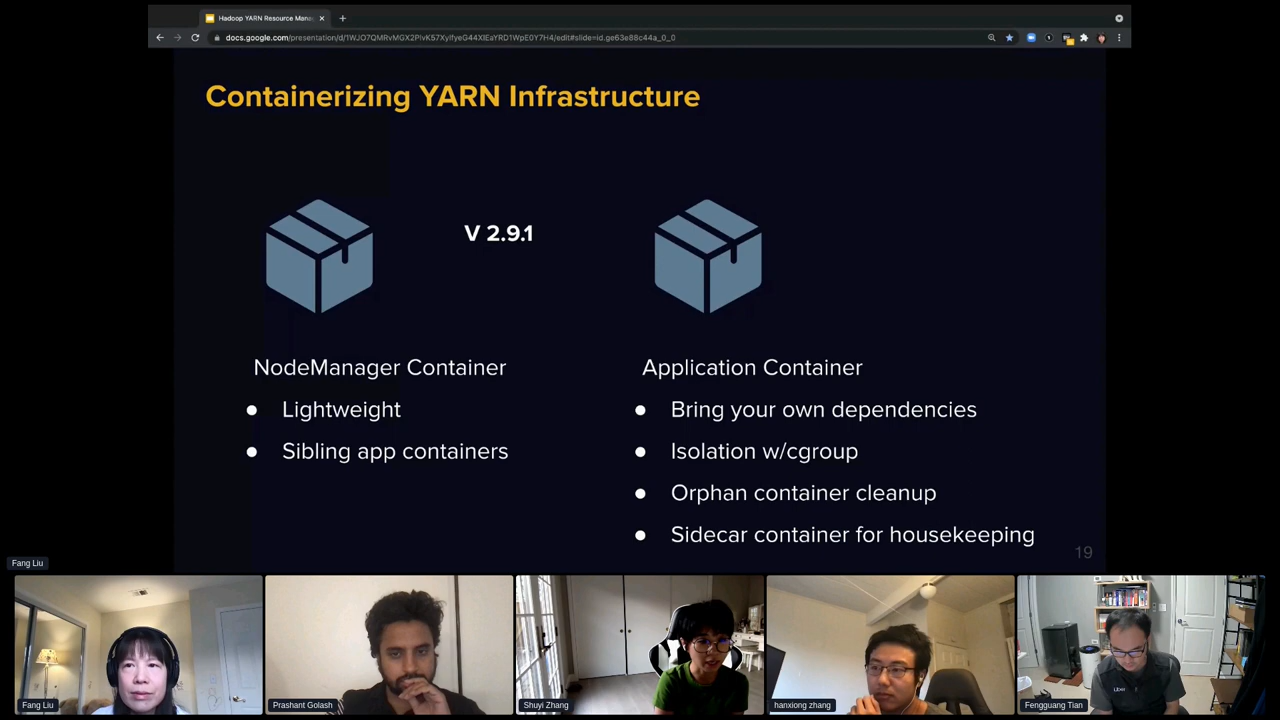 Hadoop YARN Resource Mana
docs.google.com/presentation/d/1WJO7QMRvMGX2PlvK57XyIfyeG44XIEaYRD1WpE0Y7H4/edit#slide=id.ge63e88c44a_0_0
Containerizing YARN Infrastructure
V 2.9.1
NodeManager Container
● Lightweight
● Sibling app containers
Application Container
● Bring your own dependencies
● Isolation w/cgroup
● Orphan container cleanup
● Sidecar container for housekeeping
19
Fang Liu
Fang Liu
Prashant Golash
Shuyi Zhang
hanxiong zhang
Fengguang Tian
Uber